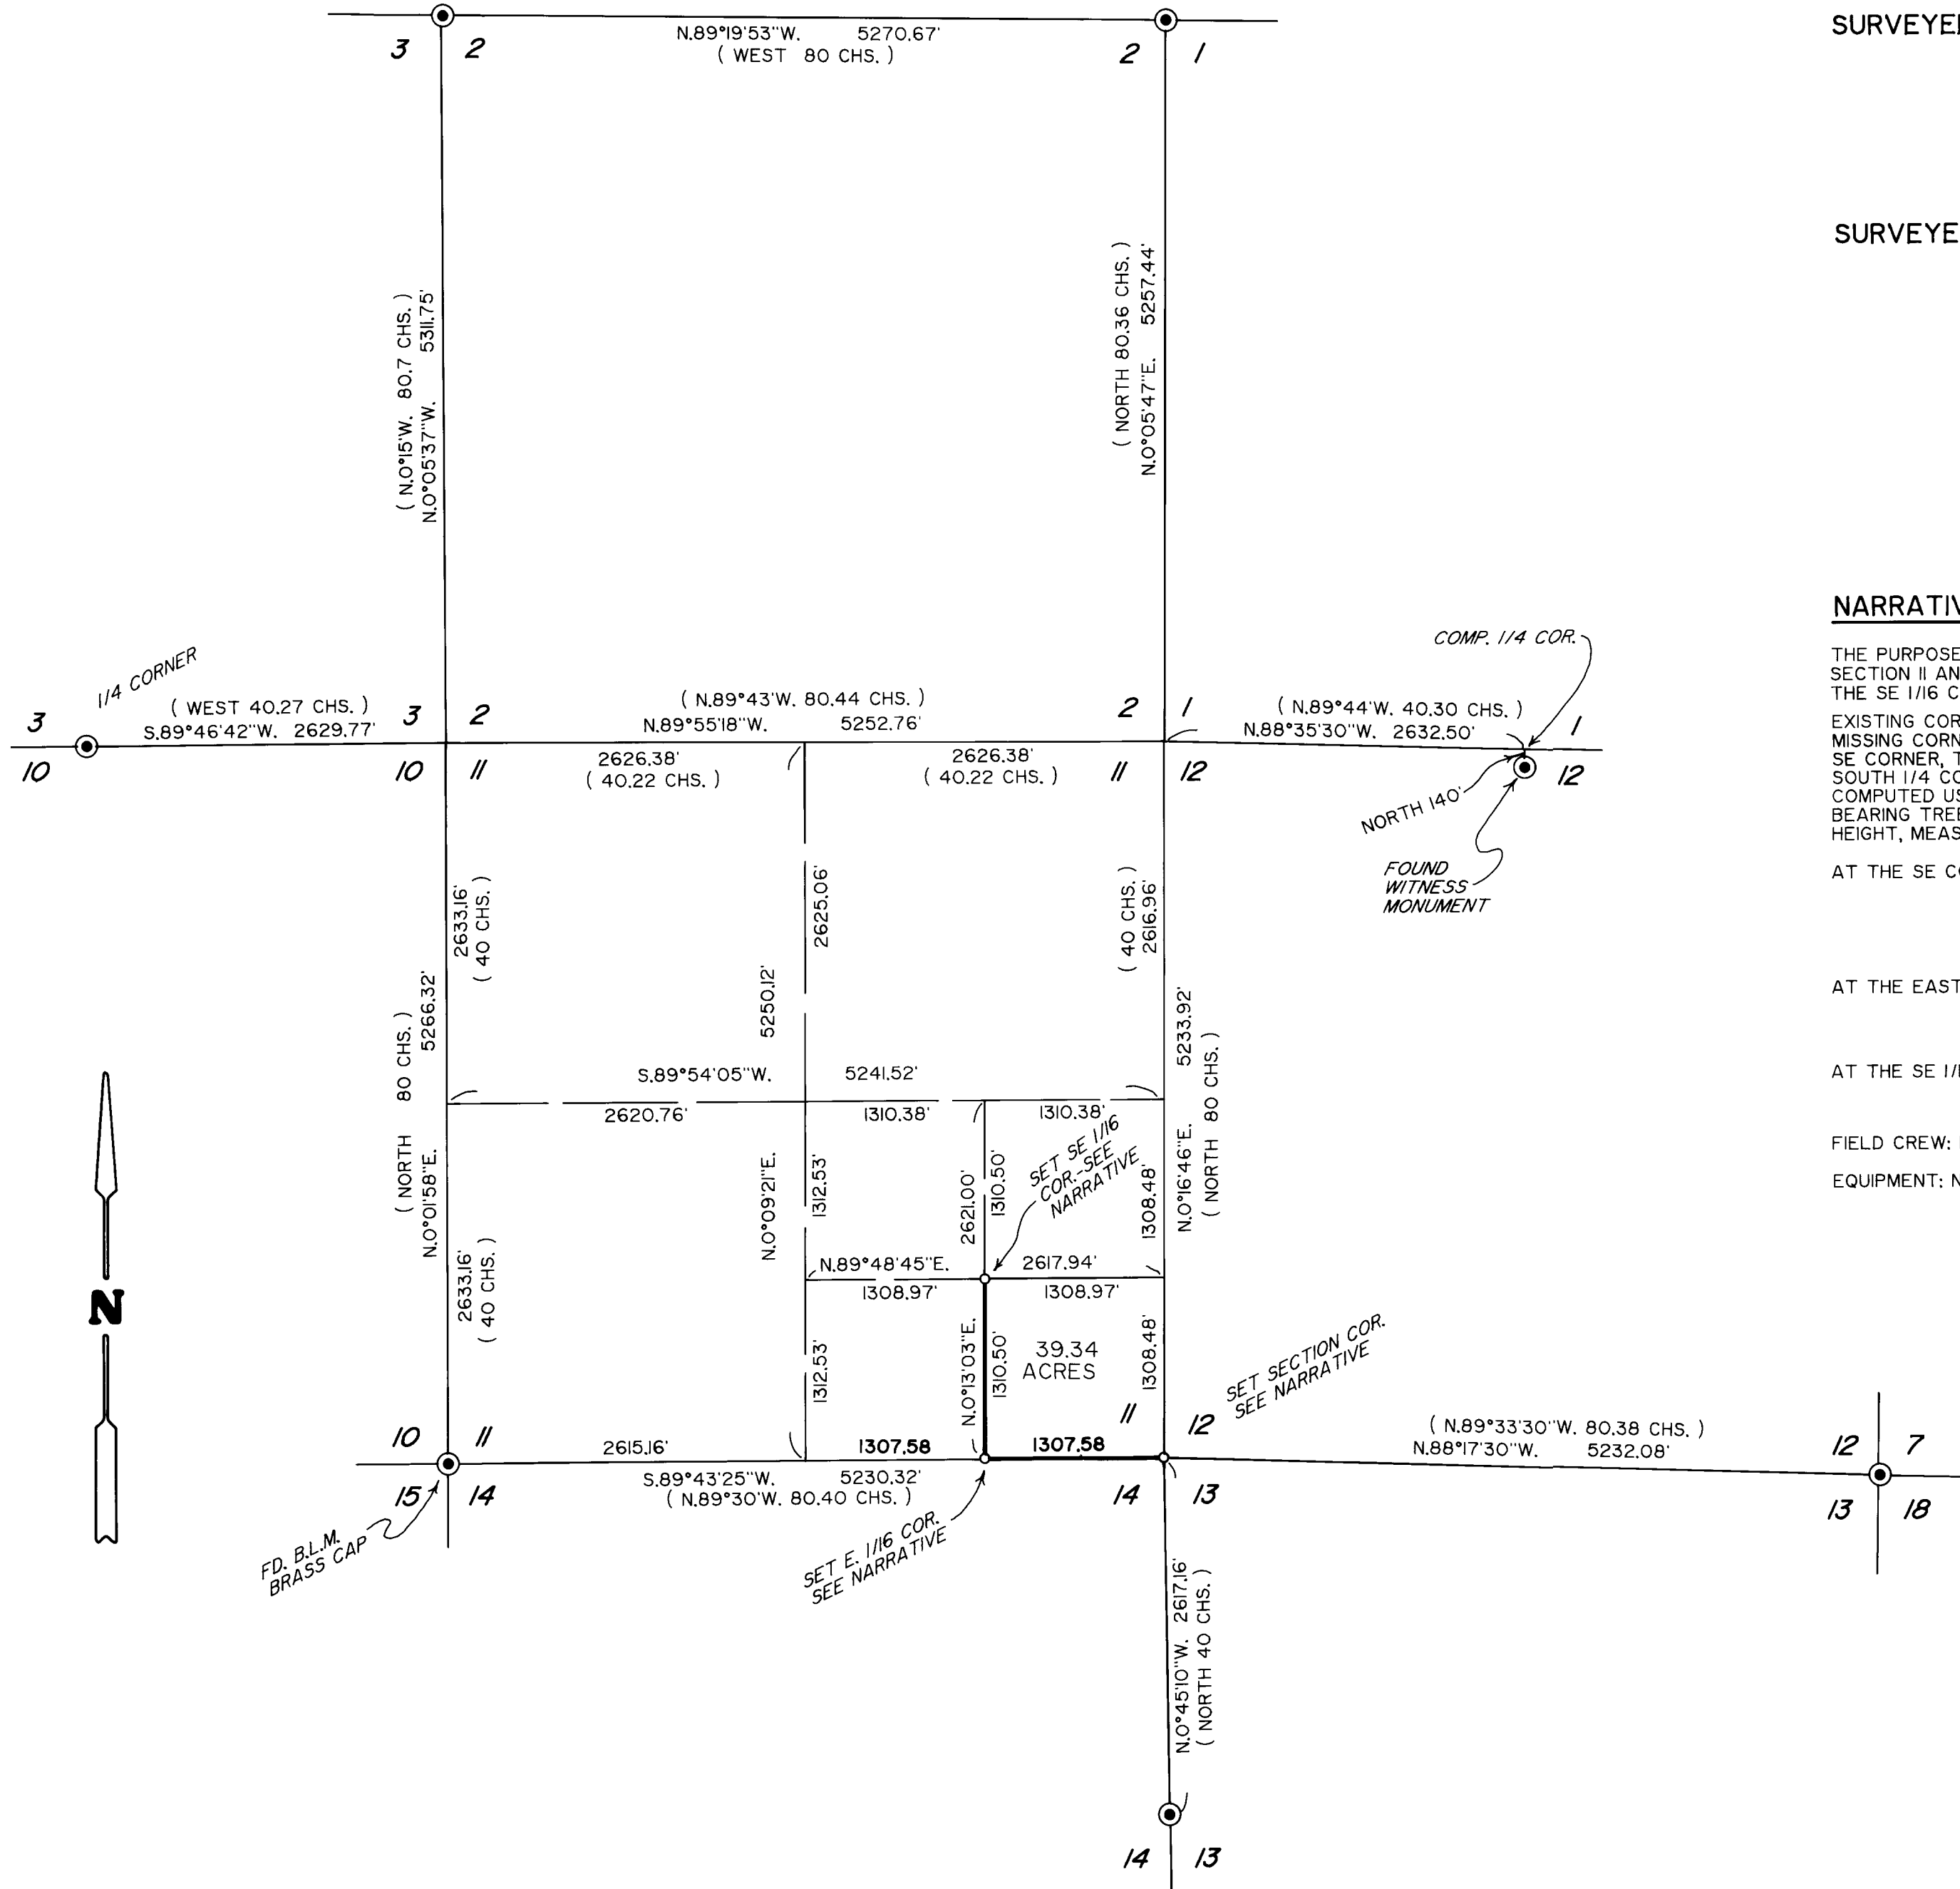 N.89°19'53"W. 5270.67'
( WEST 80 CHS. )
3 2
2 1
SURVEYE
( N.0°15'W. 80.7 CHS. )
N.0°05'37"W. 5311.75'
( NORTH 80.36 CHS. )
N.0°05'47"E. 5257.44'
SURVEYE
NARRATIV
THE PURPOSE
SECTION 11 AN
THE SE 1/16 C
EXISTING COR
MISSING CORN
SE CORNER, T
SOUTH 1/4 CO
COMPUTED US
BEARING TREE
HEIGHT, MEAS
AT THE SE CO
AT THE EAST
AT THE SE 1/1
FIELD CREW:
EQUIPMENT: N
1/4 CORNER
( WEST 40.27 CHS. )
S.89°46'42"W. 2629.77'
3
10
3 2
10 11
( N.89°43'W. 80.44 CHS. )
N.89°55'18"W. 5252.76'
2626.38'
( 40.22 CHS. )
2626.38'
( 40.22 CHS. )
2 1
11 12
( N.89°44'W. 40.30 CHS. )
N.88°35'30"W. 2632.50'
COMP. 1/4 COR.
1
12
NORTH 140'
FOUND
WITNESS
MONUMENT
2633.16'
( 40 CHS. )
2625.06'
( 40 CHS. )
2616.96'
( NORTH 80 CHS. )
N.0°01'58"E. 5266.32'
5250.12'
N.0°09'21"E.
N.0°16'46"E. 5233.92'
( NORTH 80 CHS. )
S.89°54'05"W. 5241.52'
2620.76'
1310.38'
1310.38'
1312.53'
2621.00'
1310.50'
SET SE 1/16
COR.-SEE
NARRATIVE
1308.48'
N.89°48'45"E. 2617.94'
1308.97'
1308.97'
2633.16'
( 40 CHS. )
1312.53'
N.0°13'03"E.
1310.50'
39.34
ACRES
1308.48'
N
SET SECTION COR.
SEE NARRATIVE
10 11
15 14
2615.16'
1307.58
1307.58
S.89°43'25"W. 5230.32'
( N.89°30'W. 80.40 CHS. )
11 12
14 13
( N.89°33'30"W. 80.38 CHS. )
N.88°17'30"W. 5232.08'
12 7
13 18
FD. B.L.M.
BRASS CAP
SET E. 1/16 COR.
SEE NARRATIVE
N.0°45'10"W. 2617.16'
( NORTH 40 CHS. )
14 13